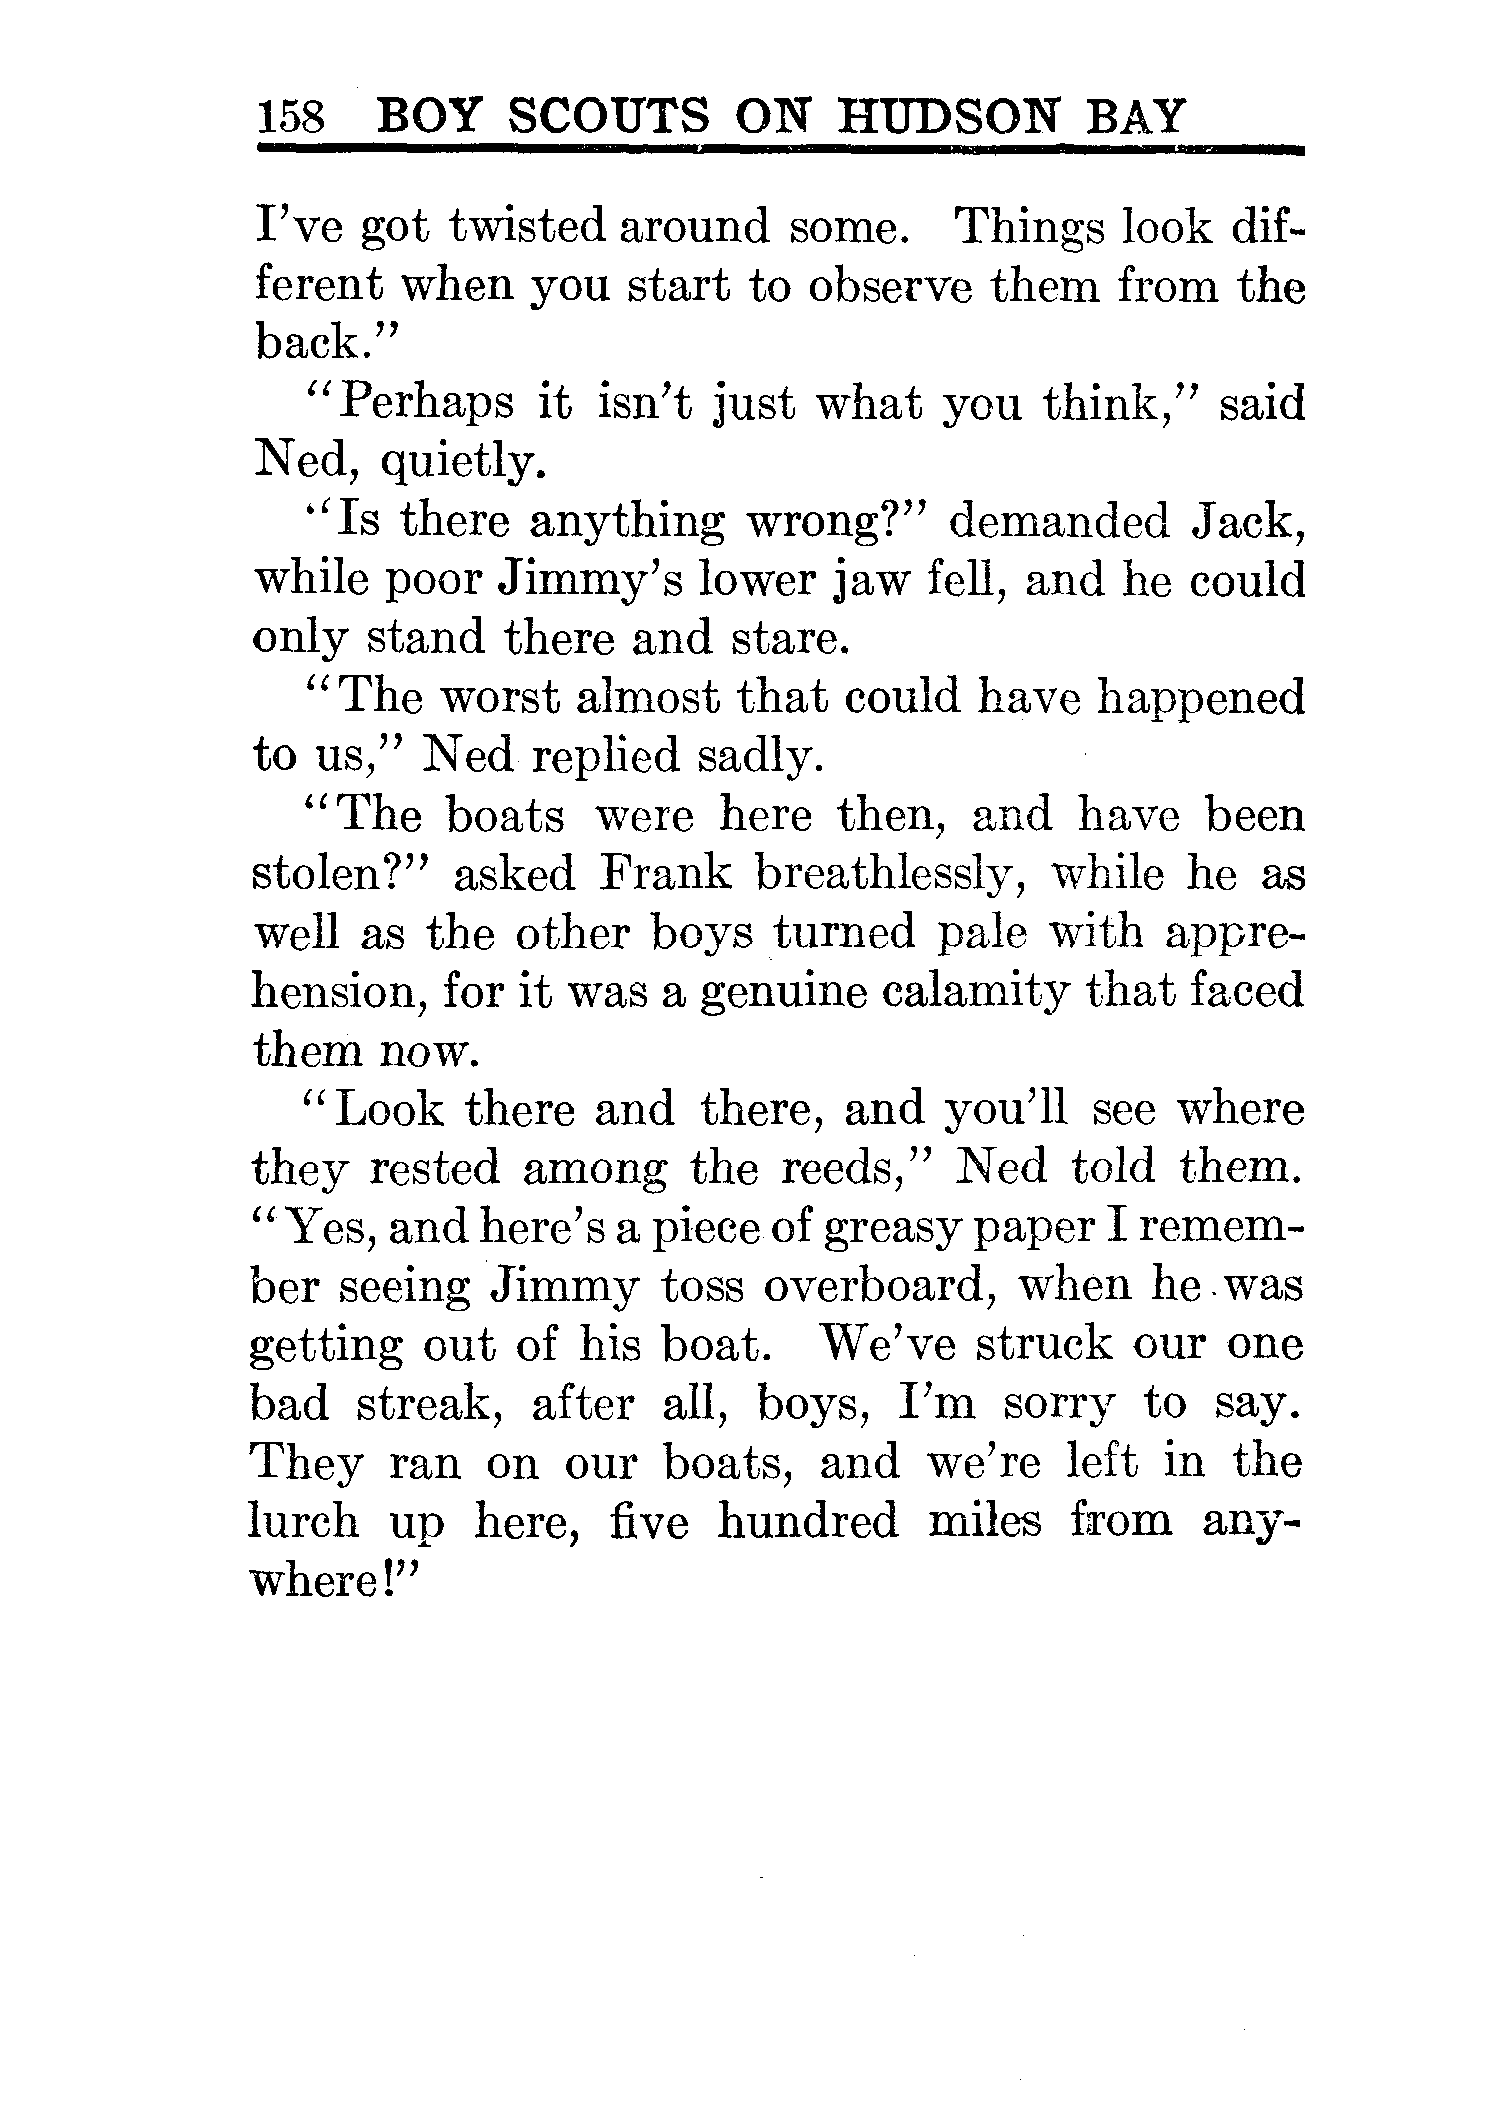 158 BOY SCOUTS ON HUDSON BAY
I've got twisted around some. Things look dif-
ferent when you start to observe them from the
back."
"Perhaps it isn't just what you think," said
Ned, quietly.
"Is there anything wrong?" demanded Jack,
while poor Jimmy's lower jaw fell, and he could
only stand there and stare.
"The worst almost that could have happened
to us," Ned replied sadly.
"The boats were here then, and have been
stolen?" asked Frank breathlessly, while he as
well as the other boys turned pale with appre-
hension, for it was a genuine calamity that faced
them now.
"Look there and there, and you'll see where
they rested among the reeds," Ned told them.
"Yes, and here's a piece of greasy paper I remem-
ber seeing Jimmy toss overboard, when he was
getting out of his boat. We've struck our one
bad streak, after all, boys, I'm sorry to say.
They ran on our boats, and we're left in the
lurch up here, five hundred miles from any-
where!"